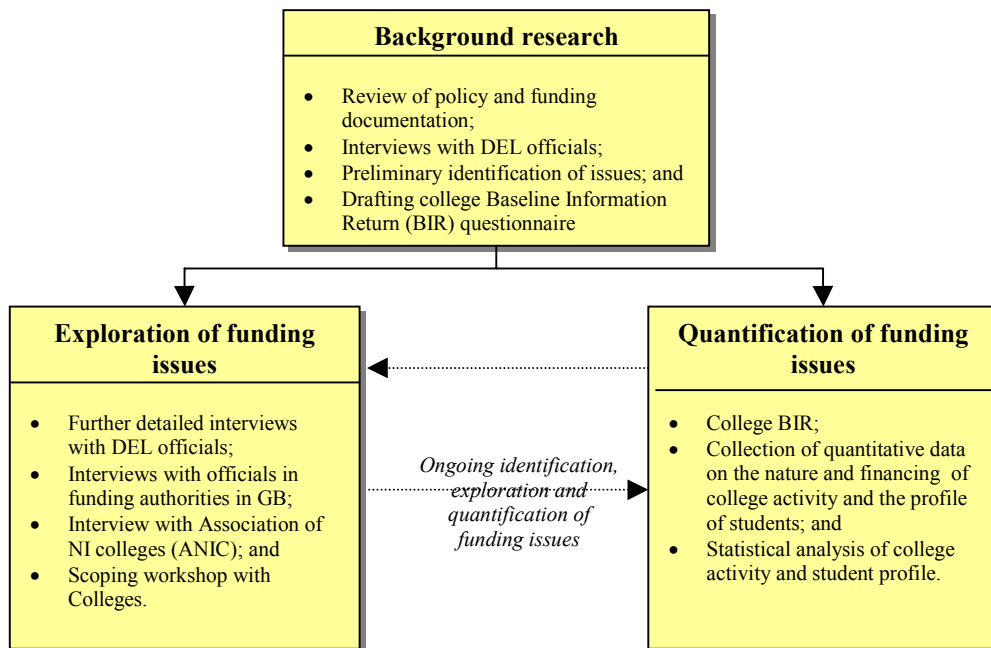 Background research
• Review of policy and funding
documentation;
• Interviews with DEL officials;
• Preliminary identification of issues; and
• Drafting college Baseline Information
Return (BIR) questionnaire
Exploration of funding
issues
• Further detailed interviews
with DEL officials;
• Interviews with officials in
funding authorities in GB;
• Interview with Association of
NI colleges (ANIC); and
• Scoping workshop with
Colleges.
Ongoing identification,
exploration and
quantification of
funding issues
Quantification of funding
issues
• College BIR;
• Collection of quantitative data
on the nature and financing of
college activity and the profile
of students; and
• Statistical analysis of college
activity and student profile.